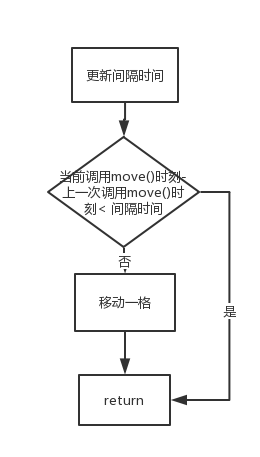 更新间隔时间
当前调用move()时刻-
上一次调用move()时
刻< 间隔时间
否
移动一格
是
return